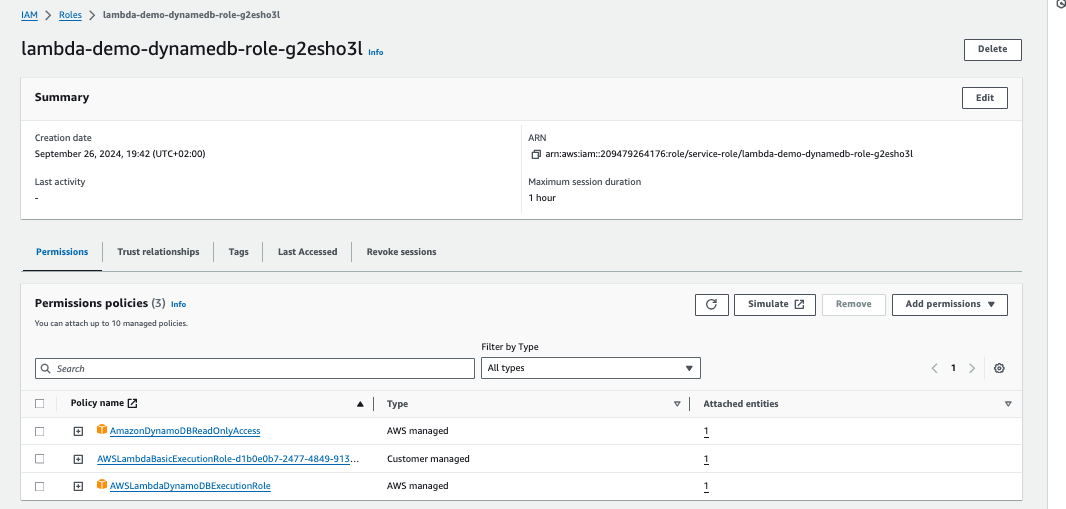 IAM > Roles > lambda-demo-dynamedb-role-g2esho3l
lambda-demo-dynamedb-role-g2esho3l Info
Delete
Summary
Edit
Creation date
September 26, 2024, 19:42 (UTC+02:00)
ARN
arn:aws:iam::209479264176:role/service-role/lambda-demo-dynamedb-role-g2esho3l
Last activity
-
Maximum session duration
1 hour
Permissions Trust relationships Tags Last Accessed Revoke sessions
Permissions policies (3) Info
You can attach up to 10 managed policies.
Simulate Remove Add permissions
Filter by Type
Search All types 1
Policy name Type Attached entities
AmazonDynamoDBReadOnlyAccess AWS managed 1
AWSLambdaBasicExecutionRole-d1b0e0b7-2477-4849-913... Customer managed 1
AWSLambdaDynamoDBExecutionRole AWS managed 1